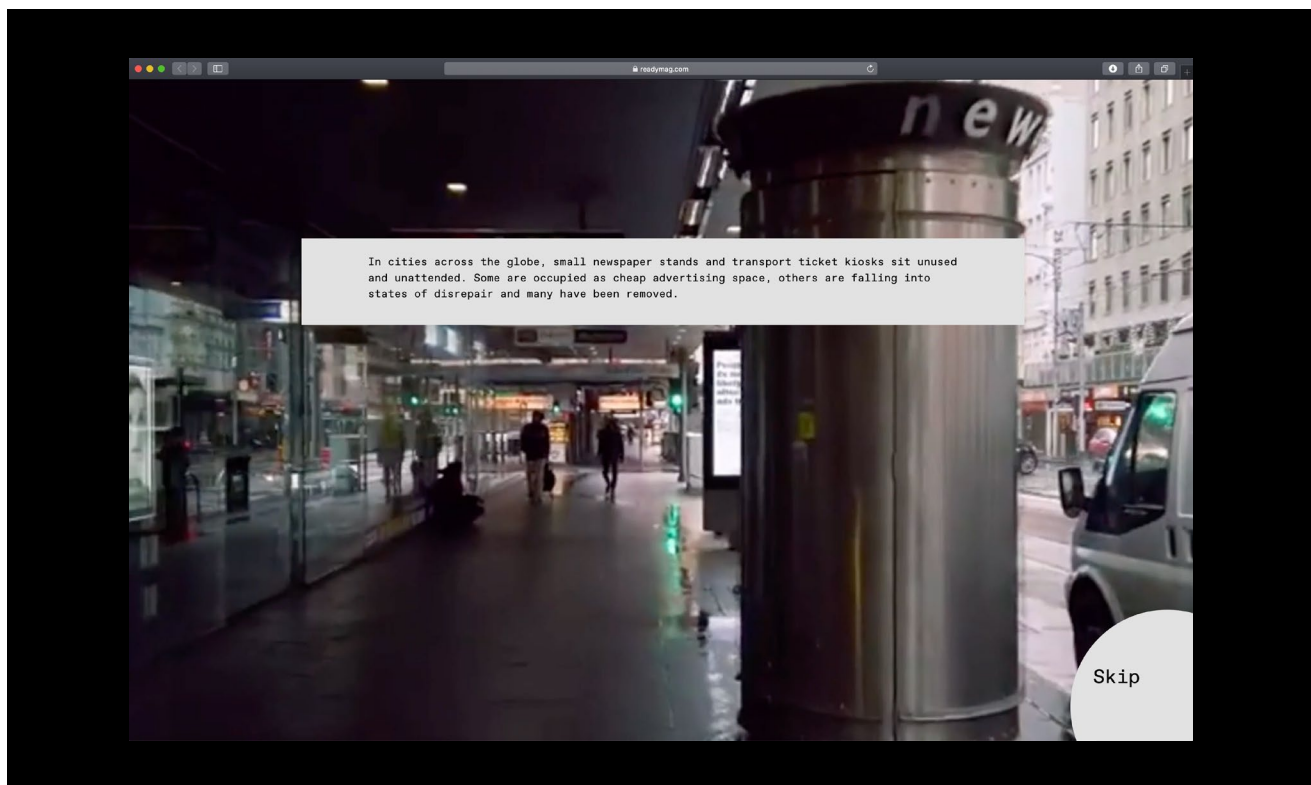 readymag.com
new
In cities across the globe, small newspaper stands and transport ticket kiosks sit unused
and unattended. Some are occupied as cheap advertising space, others are falling into
states of disrepair and many have been removed.
Skip